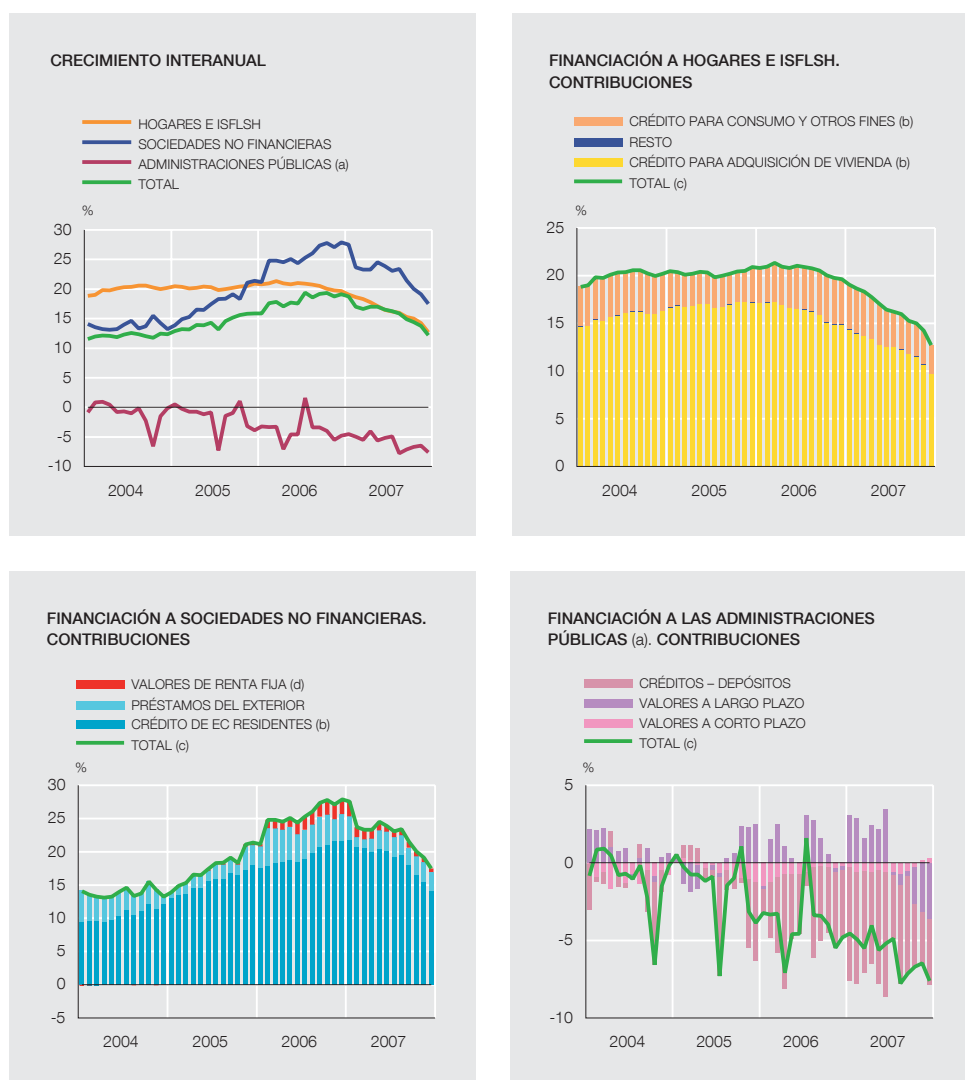 CRECIMIENTO INTERANUAL
HOGARES E ISFLSH
SOCIEDADES NO FINANCIERAS
ADMINISTRACIONES PÚBLICAS (a)
TOTAL
%
30
25
20
15
10
5
0
-5
-10
2004 2005 2006 2007
FINANCIACIÓN A HOGARES E ISFLSH.
CONTRIBUCIONES
CRÉDITO PARA CONSUMO Y OTROS FINES (b)
RESTO
CRÉDITO PARA ADQUISICIÓN DE VIVIENDA (b)
TOTAL (c)
%
25
20
15
10
5
0
2004 2005 2006 2007
FINANCIACIÓN A SOCIEDADES NO FINANCIERAS.
CONTRIBUCIONES
VALORES DE RENTA FIJA (d)
PRÉSTAMOS DEL EXTERIOR
CRÉDITO DE EC RESIDENTES (b)
TOTAL (c)
%
30
25
20
15
10
5
0
-5
2004 2005 2006 2007
FINANCIACIÓN A LAS ADMINISTRACIONES
PÚBLICAS (a). CONTRIBUCIONES
CRÉDITOS – DEPÓSITOS
VALORES A LARGO PLAZO
VALORES A CORTO PLAZO
TOTAL (c)
%
5
0
-5
-10
2004 2005 2006 2007